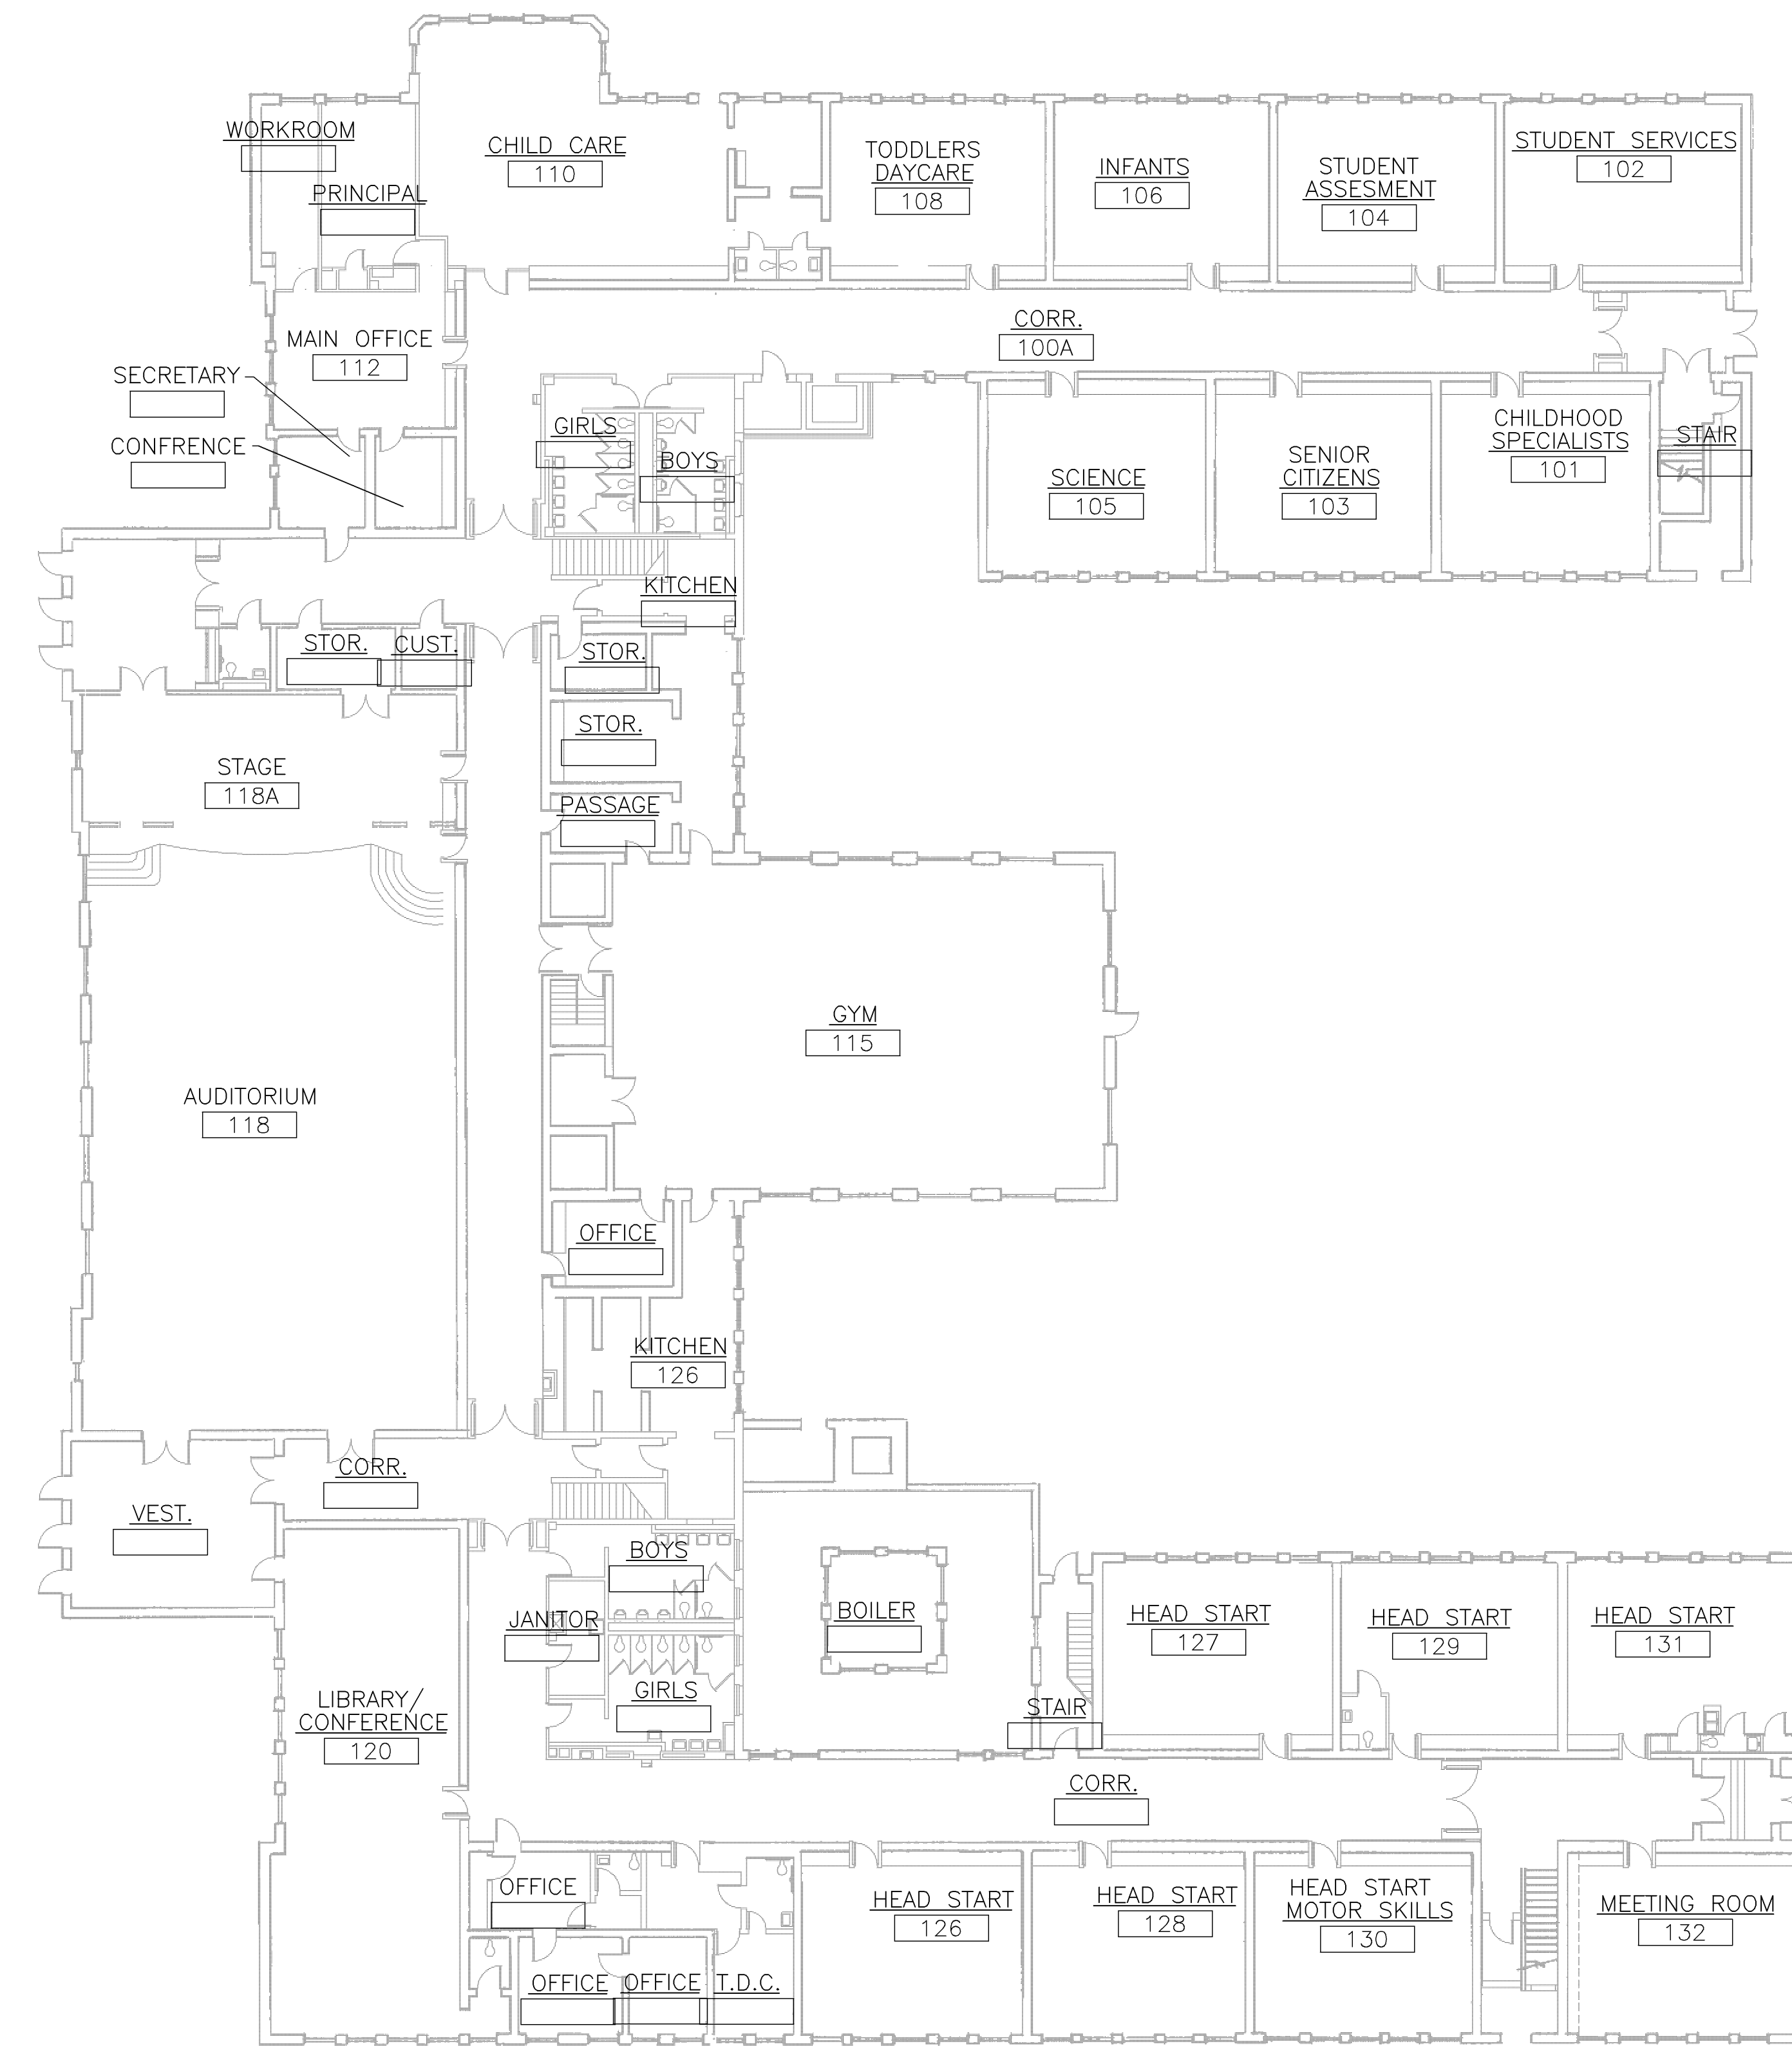 WORKROOM
PRINCIPAL
CHILD CARE
110
TODDLERS
DAYCARE
108
INFANTS
106
STUDENT
ASSESMENT
104
STUDENT SERVICES
102
CORR.
100A
MAIN OFFICE
112
SECRETARY
CONFRENCE
GIRLS
BOYS
SCIENCE
105
SENIOR
CITIZENS
103
CHILDHOOD
SPECIALISTS
101
STAIR
KITCHEN
STOR.
CUST.
STOR.
STOR.
PASSAGE
STAGE
118A
GYM
115
AUDITORIUM
118
OFFICE
KITCHEN
126
CORR.
VEST.
BOYS
JANITOR
GIRLS
BOILER
STAIR
HEAD START
127
HEAD START
129
HEAD START
131
LIBRARY/
CONFERENCE
120
CORR.
OFFICE
OFFICE
OFFICE
T.D.C.
HEAD START
126
HEAD START
128
HEAD START
MOTOR SKILLS
130
MEETING ROOM
132